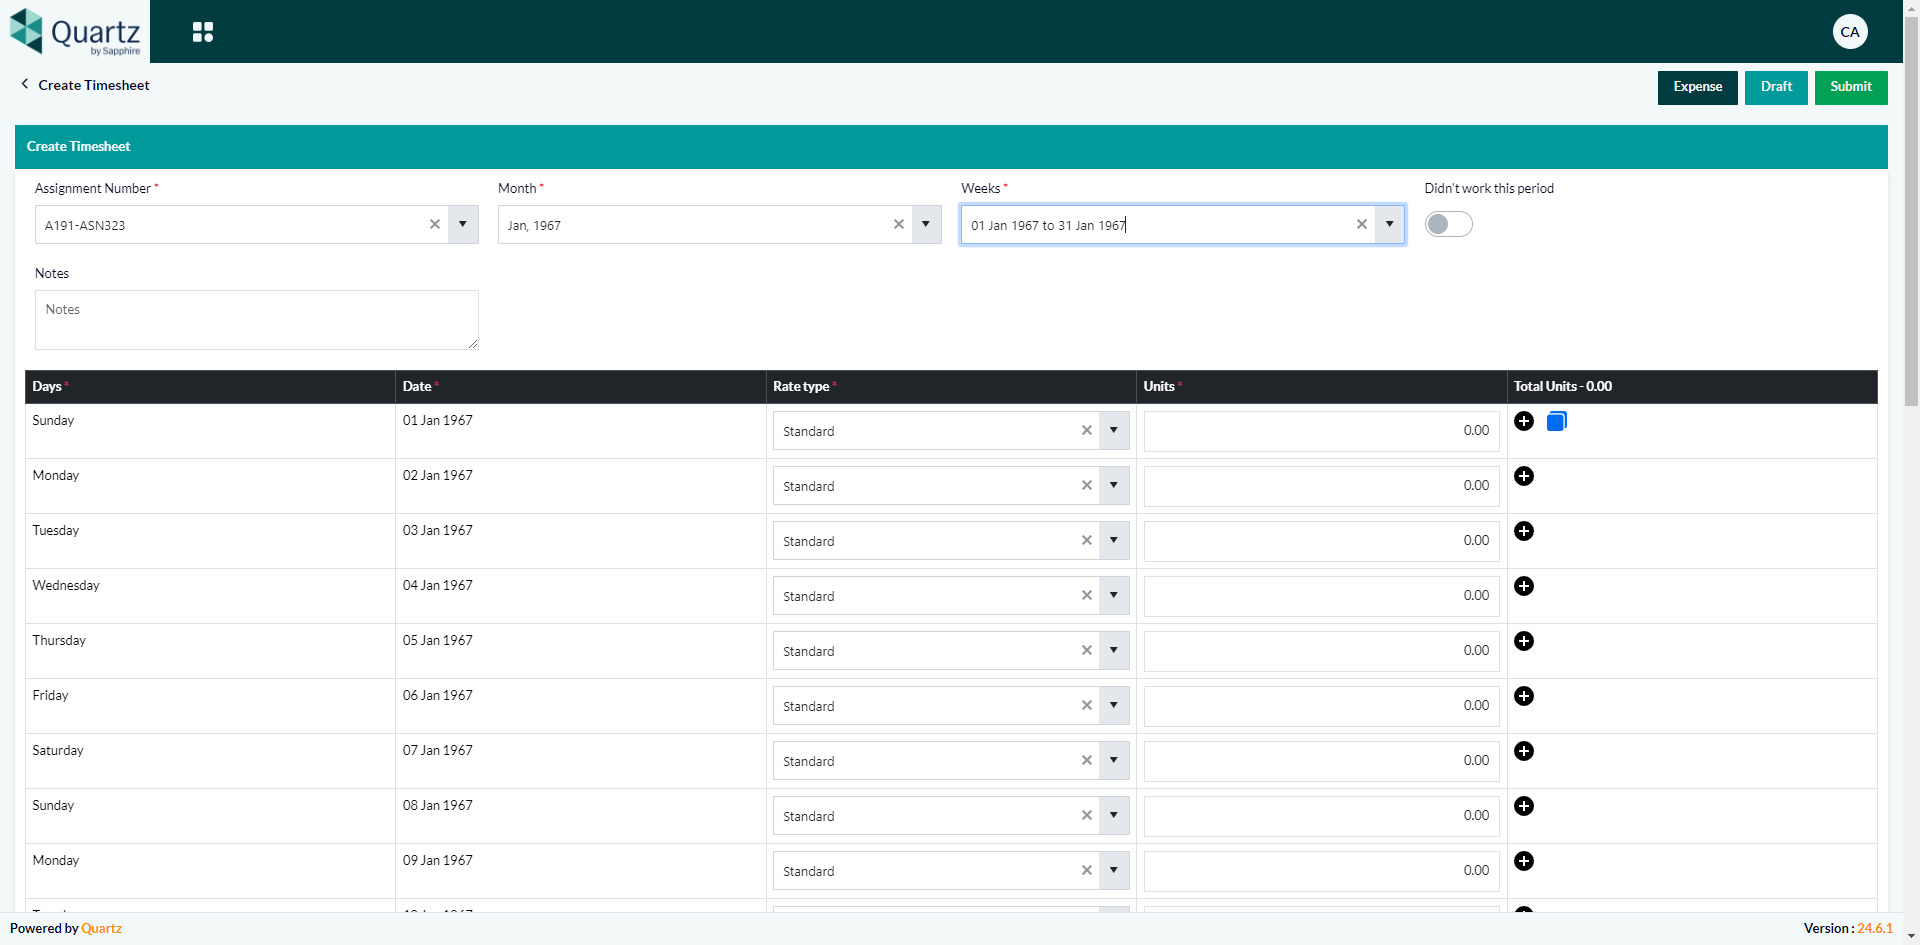 Quartz
by Sapphire
CA
Create Timesheet
Expense
Draft
Submit
Create Timesheet
Assignment Number *
Month *
Weeks *
Didn't work this period
A191-ASN323
Jan, 1967
01 Jan 1967 to 31 Jan 1967
Notes
Notes
Days * Date * Rate type * Units * Total Units - 0.00
Sunday 01 Jan 1967 Standard 0.00
Monday 02 Jan 1967 Standard 0.00
Tuesday 03 Jan 1967 Standard 0.00
Wednesday 04 Jan 1967 Standard 0.00
Thursday 05 Jan 1967 Standard 0.00
Friday 06 Jan 1967 Standard 0.00
Saturday 07 Jan 1967 Standard 0.00
Sunday 08 Jan 1967 Standard 0.00
Monday 09 Jan 1967 Standard 0.00
Powered by Quartz
Version : 24.6.1